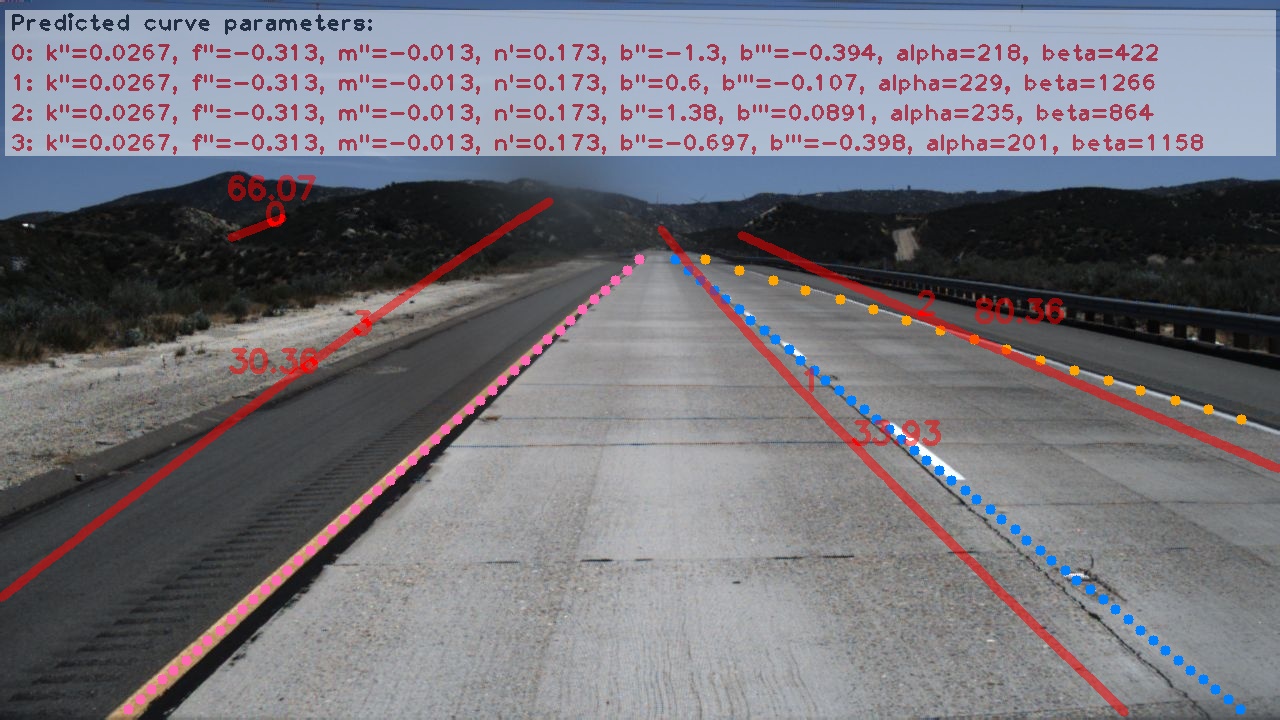 Predicted curve parameters:
0: k''=0.0267, f''=-0.313, m''=-0.013, n'=0.173, b''=-1.3, b'''=-0.394, alpha=218, beta=422
1: k''=0.0267, f''=-0.313, m''=-0.013, n'=0.173, b''=0.6, b'''=-0.107, alpha=229, beta=1266
2: k''=0.0267, f''=-0.313, m''=-0.013, n'=0.173, b''=1.38, b'''=0.0891, alpha=235, beta=864
3: k''=0.0267, f''=-0.313, m''=-0.013, n'=0.173, b''=-0.697, b'''=-0.398, alpha=201, beta=1158
66.07
0
2 80.36
3
30.36
1
33.93